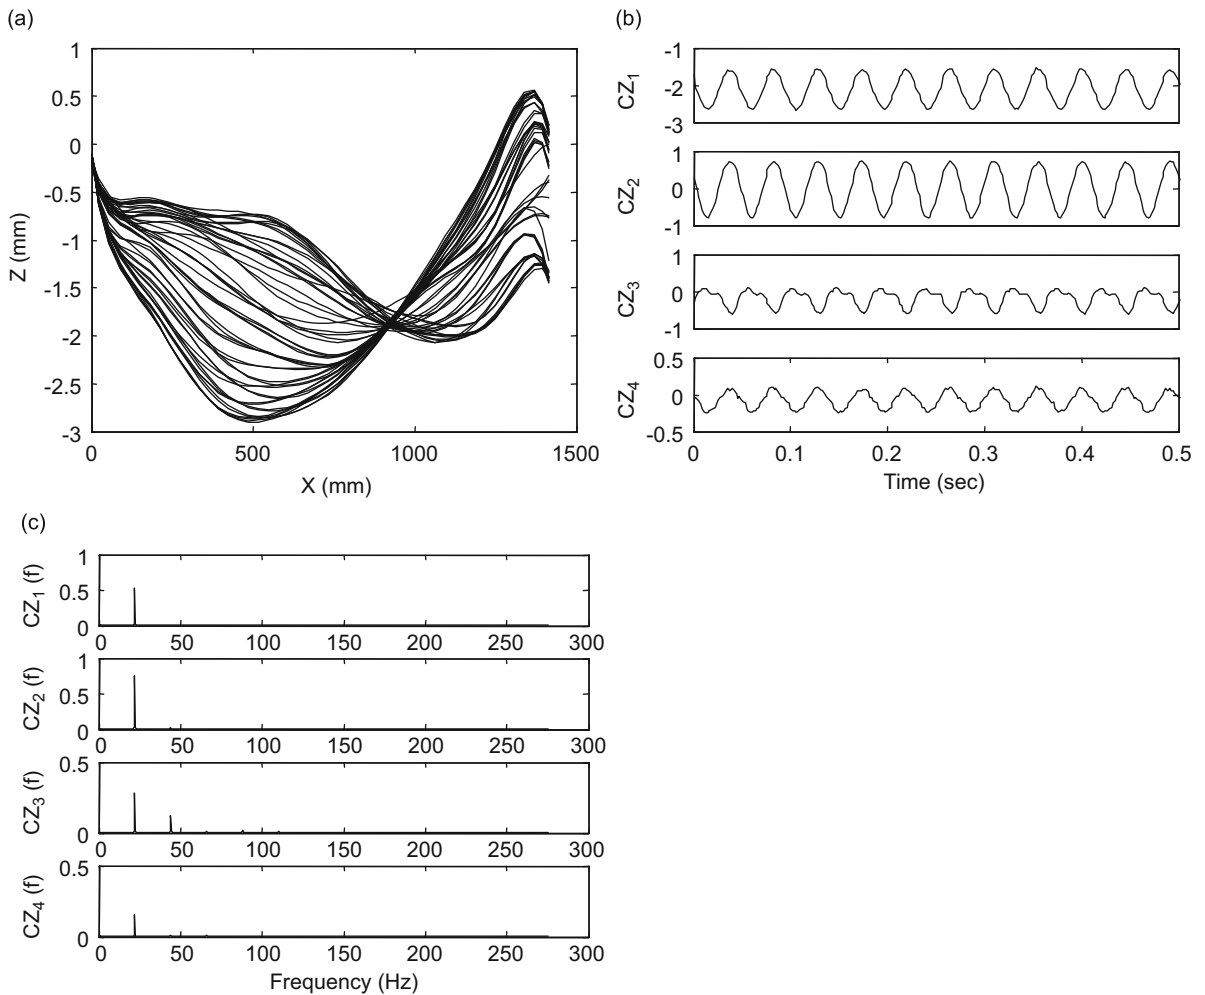 (a)
1
0.5
0
-0.5
-1
-1.5
-2
-2.5
-3
Z (mm)
0 500 1000 1500
X (mm)
(b)
-1
-2
-3
CZ1
1
0
-1
CZ2
1
0
-1
CZ3
0.5
0
-0.5
CZ4
0 0.1 0.2 0.3 0.4 0.5
Time (sec)
(c)
1
0.5
0
CZ1 (f)
0 50 100 150 200 250 300
1
0.5
0
CZ2 (f)
0 50 100 150 200 250 300
0.5
0
CZ3 (f)
0 50 100 150 200 250 300
0.5
0
CZ4 (f)
0 50 100 150 200 250 300
Frequency (Hz)